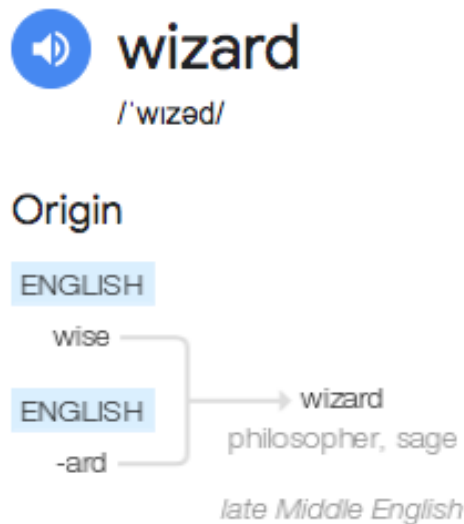 wizard
/ˈwɪzəd/
Origin
ENGLISH
wise
ENGLISH
-ard
wizard
philosopher, sage
late Middle English